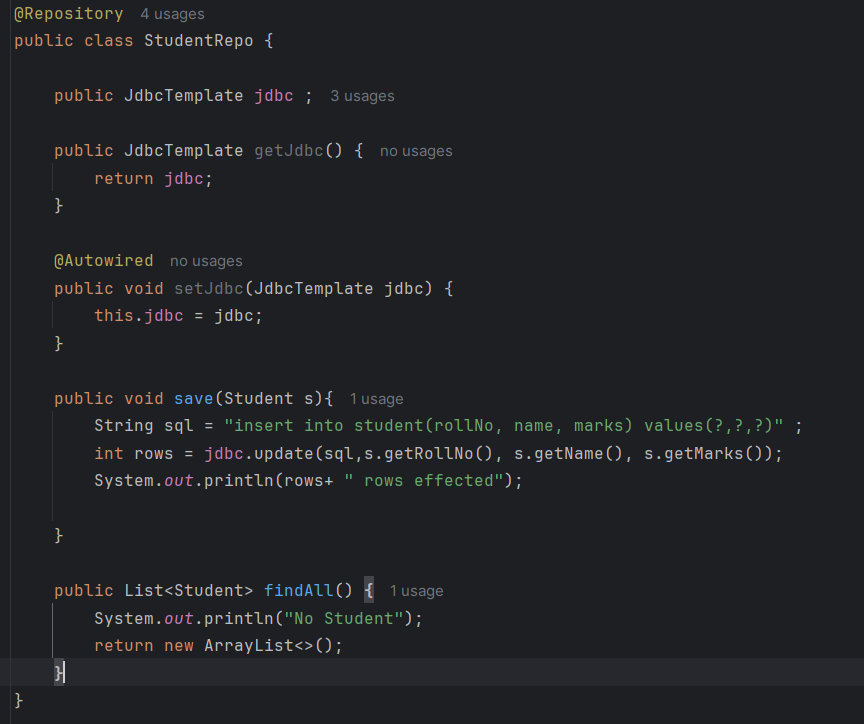 @Repository 4 usages
public class StudentRepo {
public JdbcTemplate jdbc ; 3 usages
public JdbcTemplate getJdbc() { no usages
return jdbc;
}
@Autowired no usages
public void setJdbc(JdbcTemplate jdbc) {
this.jdbc = jdbc;
}
public void save(Student s){ 1 usage
String sql = "insert into student(rollNo, name, marks) values(?,?,?)" ;
int rows = jdbc.update(sql,s.getRollNo(), s.getName(), s.getMarks());
System.out.println(rows+ " rows effected");
}
public List<Student> findAll() { 1 usage
System.out.println("No Student");
return new ArrayList<>();
}
}